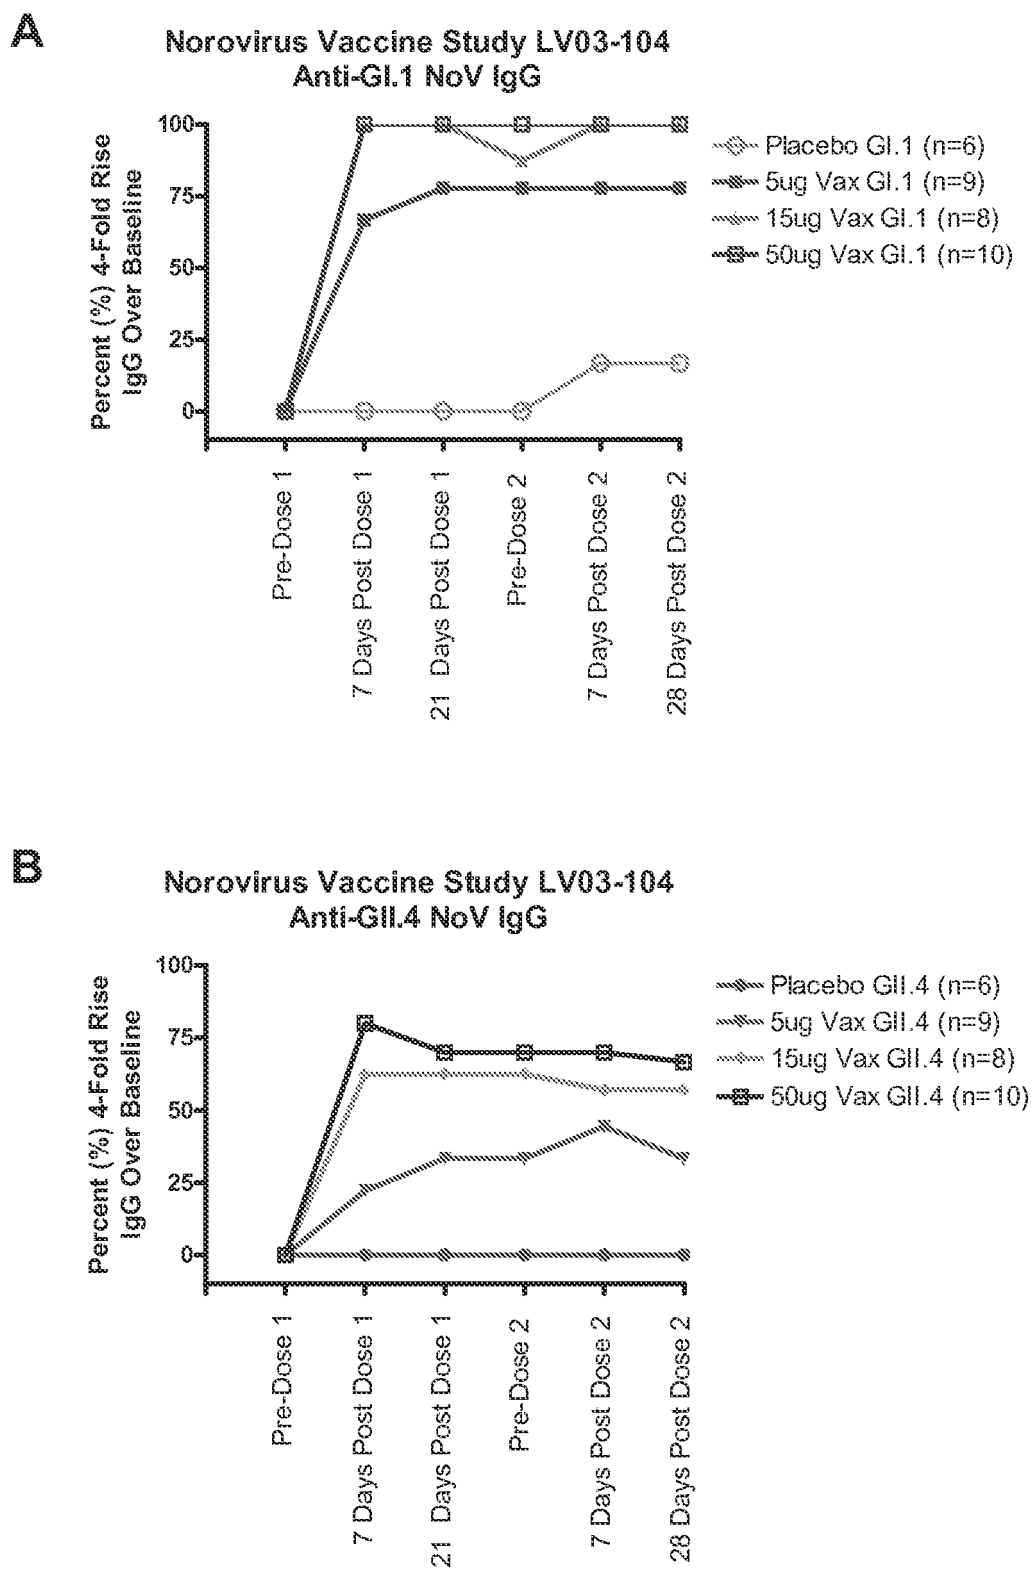 A
Norovirus Vaccine Study LV03-104
Anti-GI.1 NoV IgG
Percent (%) 4-Fold Rise
IgG Over Baseline
100
75
50
25
0
Pre-Dose 1
7 Days Post Dose 1
21 Days Post Dose 1
Pre-Dose 2
7 Days Post Dose 2
28 Days Post Dose 2
Placebo GI.1 (n=6)
5ug Vax GI.1 (n=9)
15ug Vax GI.1 (n=8)
50ug Vax GI.1 (n=10)
B
Norovirus Vaccine Study LV03-104
Anti-GII.4 NoV IgG
Percent (%) 4-Fold Rise
IgG Over Baseline
100
75
50
25
0
Pre-Dose 1
7 Days Post Dose 1
21 Days Post Dose 1
Pre-Dose 2
7 Days Post Dose 2
28 Days Post Dose 2
Placebo GII.4 (n=6)
5ug Vax GII.4 (n=9)
15ug Vax GII.4 (n=8)
50ug Vax GII.4 (n=10)